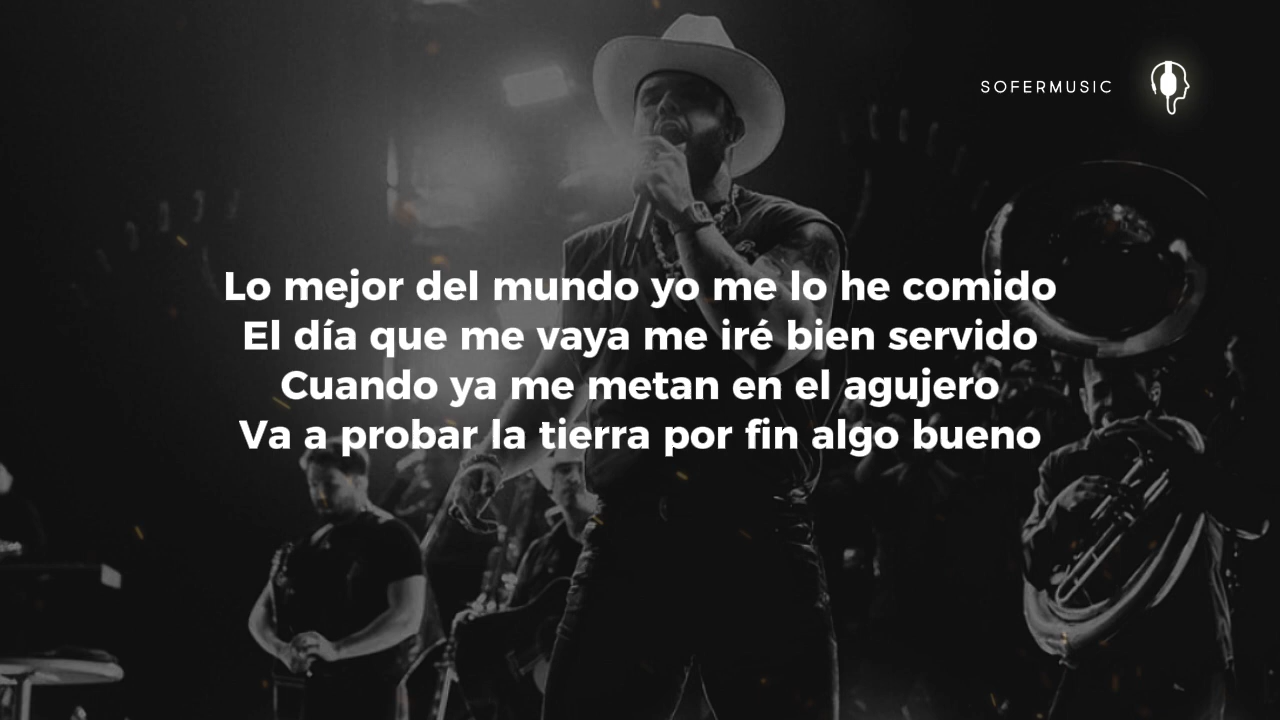 SOFERMUSIC
Lo mejor del mundo yo me lo he comido
El día que me vaya me iré bien servido
Cuando ya me metan en el agujero
Va a probar la tierra por fin algo bueno